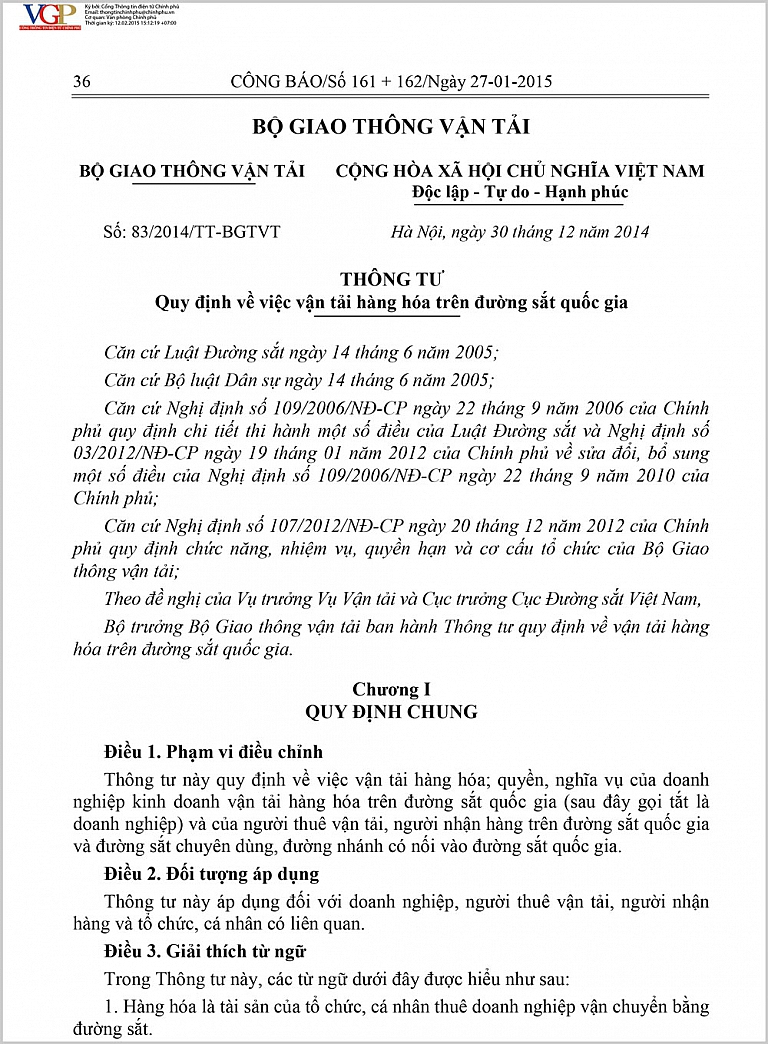 VGP
CỔNG THÔNG TIN ĐIỆN TỬ CHÍNH PHỦ
Ký bởi: Cổng Thông tin điện tử Chính phủ
Email: thongtinchinhphu@chinhphu.vn
Cơ quan: Văn phòng Chính phủ
Thời gian ký: 12.02.2015 15:12:19 +07:00
36 CÔNG BÁO/Số 161 + 162/Ngày 27-01-2015
BỘ GIAO THÔNG VẬN TẢI
BỘ GIAO THÔNG VẬN TẢI CỘNG HÒA XÃ HỘI CHỦ NGHĨA VIỆT NAM
Độc lập - Tự do - Hạnh phúc
Số: 83/2014/TT-BGTVT Hà Nội, ngày 30 tháng 12 năm 2014
THÔNG TƯ
Quy định về việc vận tải hàng hóa trên đường sắt quốc gia
Căn cứ Luật Đường sắt ngày 14 tháng 6 năm 2005;
Căn cứ Bộ luật Dân sự ngày 14 tháng 6 năm 2005;
Căn cứ Nghị định số 109/2006/NĐ-CP ngày 22 tháng 9 năm 2006 của Chính
phủ quy định chi tiết thi hành một số điều của Luật Đường sắt và Nghị định số
03/2012/NĐ-CP ngày 19 tháng 01 năm 2012 của Chính phủ về sửa đổi, bổ sung
một số điều của Nghị định số 109/2006/NĐ-CP ngày 22 tháng 9 năm 2010 của
Chính phủ;
Căn cứ Nghị định số 107/2012/NĐ-CP ngày 20 tháng 12 năm 2012 của Chính
phủ quy định chức năng, nhiệm vụ, quyền hạn và cơ cấu tổ chức của Bộ Giao
thông vận tải;
Theo đề nghị của Vụ trưởng Vụ Vận tải và Cục trưởng Cục Đường sắt Việt Nam,
Bộ trưởng Bộ Giao thông vận tải ban hành Thông tư quy định về vận tải hàng
hóa trên đường sắt quốc gia.
Chương I
QUY ĐỊNH CHUNG
Điều 1. Phạm vi điều chỉnh
Thông tư này quy định về việc vận tải hàng hóa; quyền, nghĩa vụ của doanh
nghiệp kinh doanh vận tải hàng hóa trên đường sắt quốc gia (sau đây gọi tắt là
doanh nghiệp) và của người thuê vận tải, người nhận hàng trên đường sắt quốc gia
và đường sắt chuyên dùng, đường nhánh có nối vào đường sắt quốc gia.
Điều 2. Đối tượng áp dụng
Thông tư này áp dụng đối với doanh nghiệp, người thuê vận tải, người nhận
hàng và tổ chức, cá nhân có liên quan.
Điều 3. Giải thích từ ngữ
Trong Thông tư này, các từ ngữ dưới đây được hiểu như sau:
1. Hàng hóa là tài sản của tổ chức, cá nhân thuê doanh nghiệp vận chuyển bằng
đường sắt.